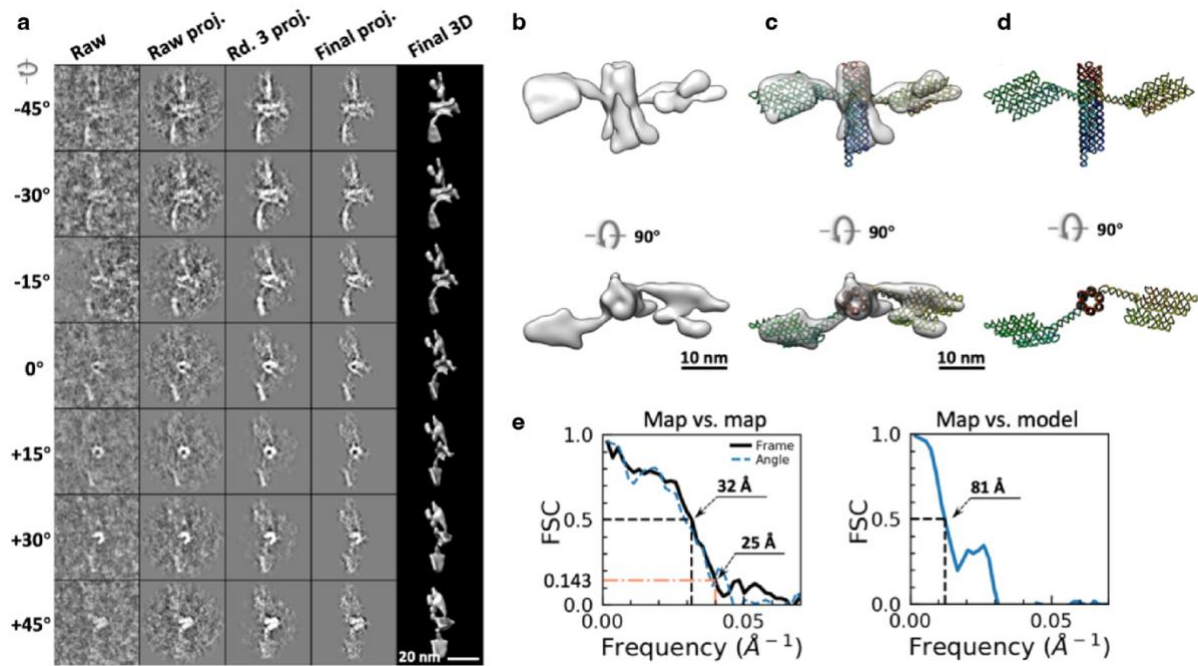 a
Raw
Raw proj.
Rd. 3 proj.
Final proj.
Final 3D
-45°
-30°
-15°
0°
+15°
+30°
+45°
20 nm
b
c
d
90°
90°
90°
10 nm
10 nm
e
Map vs. map
Frame
Angle
32 Å
25 Å
FSC
1.0
0.5
0.143
0.0
0.00
0.05
Frequency (Å⁻¹)
Map vs. model
81 Å
FSC
1.0
0.5
0.0
0.00
0.05
Frequency (Å⁻¹)